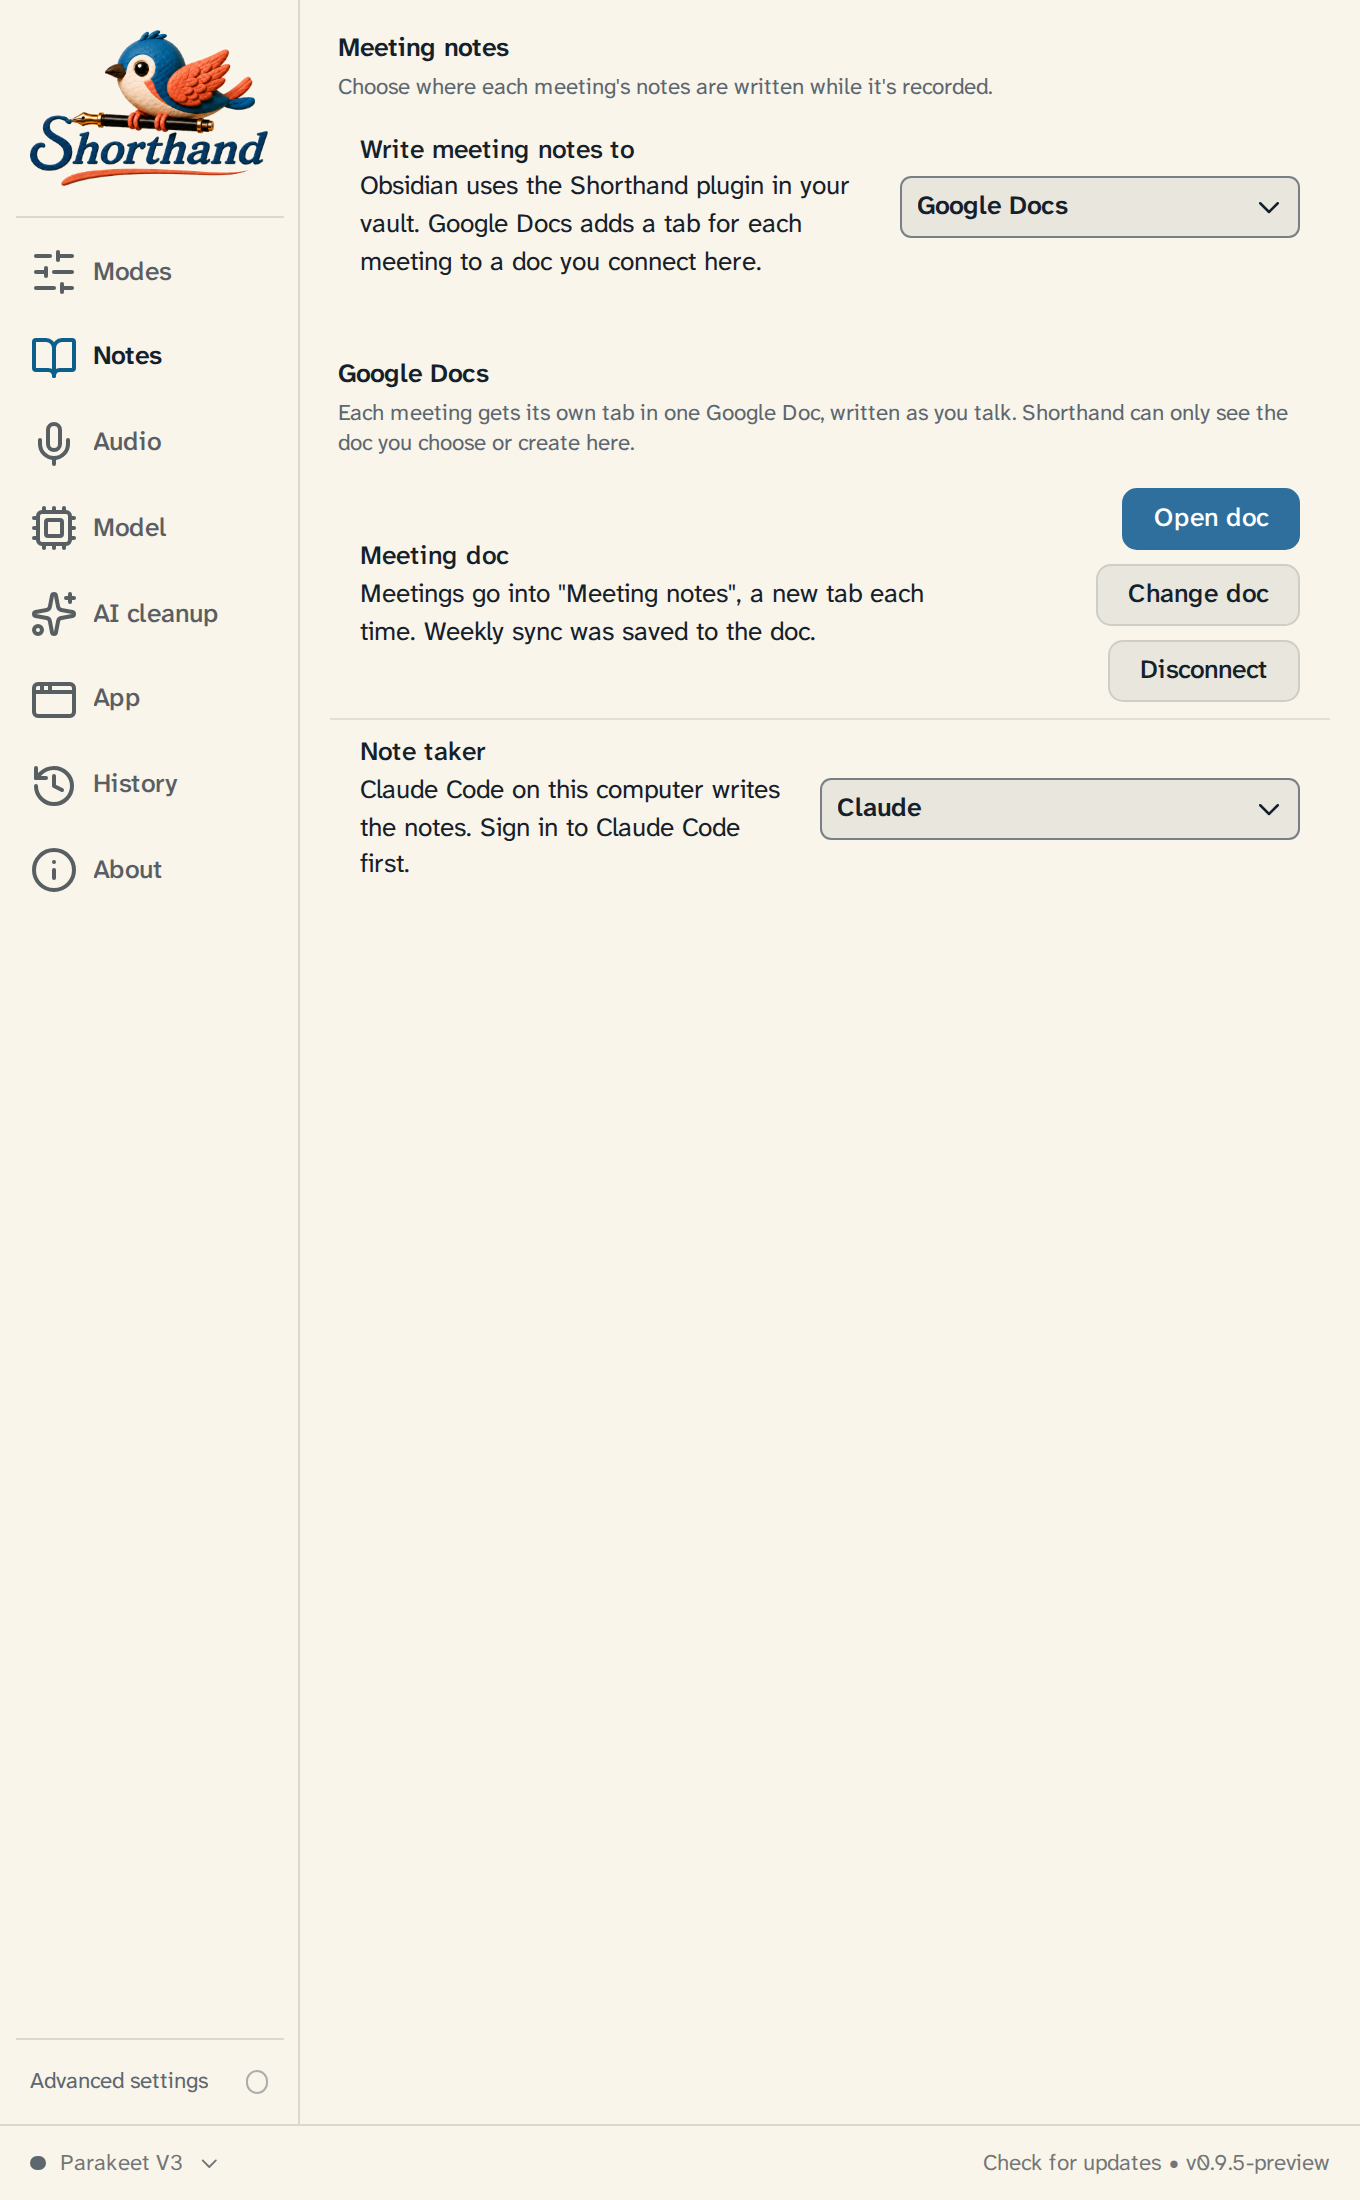 Shorthand
Modes
Notes
Audio
Model
AI cleanup
App
History
About
Advanced settings
Meeting notes
Choose where each meeting's notes are written while it's recorded.
Write meeting notes to
Obsidian uses the Shorthand plugin in your
vault. Google Docs adds a tab for each
meeting to a doc you connect here.
Google Docs
Google Docs
Each meeting gets its own tab in one Google Doc, written as you talk. Shorthand can only see the
doc you choose or create here.
Meeting doc
Meetings go into "Meeting notes", a new tab each
time. Weekly sync was saved to the doc.
Open doc
Change doc
Disconnect
Note taker
Claude Code on this computer writes
the notes. Sign in to Claude Code
first.
Claude
Parakeet V3
Check for updates • v0.9.5-preview